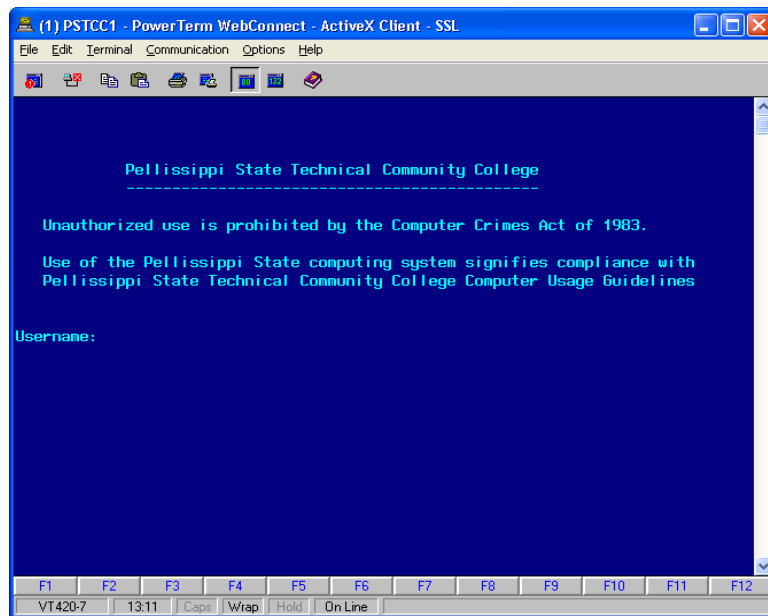 (1) PSTCC1 - PowerTerm WebConnect - ActiveX Client - SSL
File Edit Terminal Communication Options Help
80 132
Pellissippi State Technical Community College
---------------------------------------------
Unauthorized use is prohibited by the Computer Crimes Act of 1983.
Use of the Pellissippi State computing system signifies compliance with
Pellissippi State Technical Community College Computer Usage Guidelines
Username:
F1 F2 F3 F4 F5 F6 F7 F8 F9 F10 F11 F12
VT420-7 13:11 Caps Wrap Hold On Line